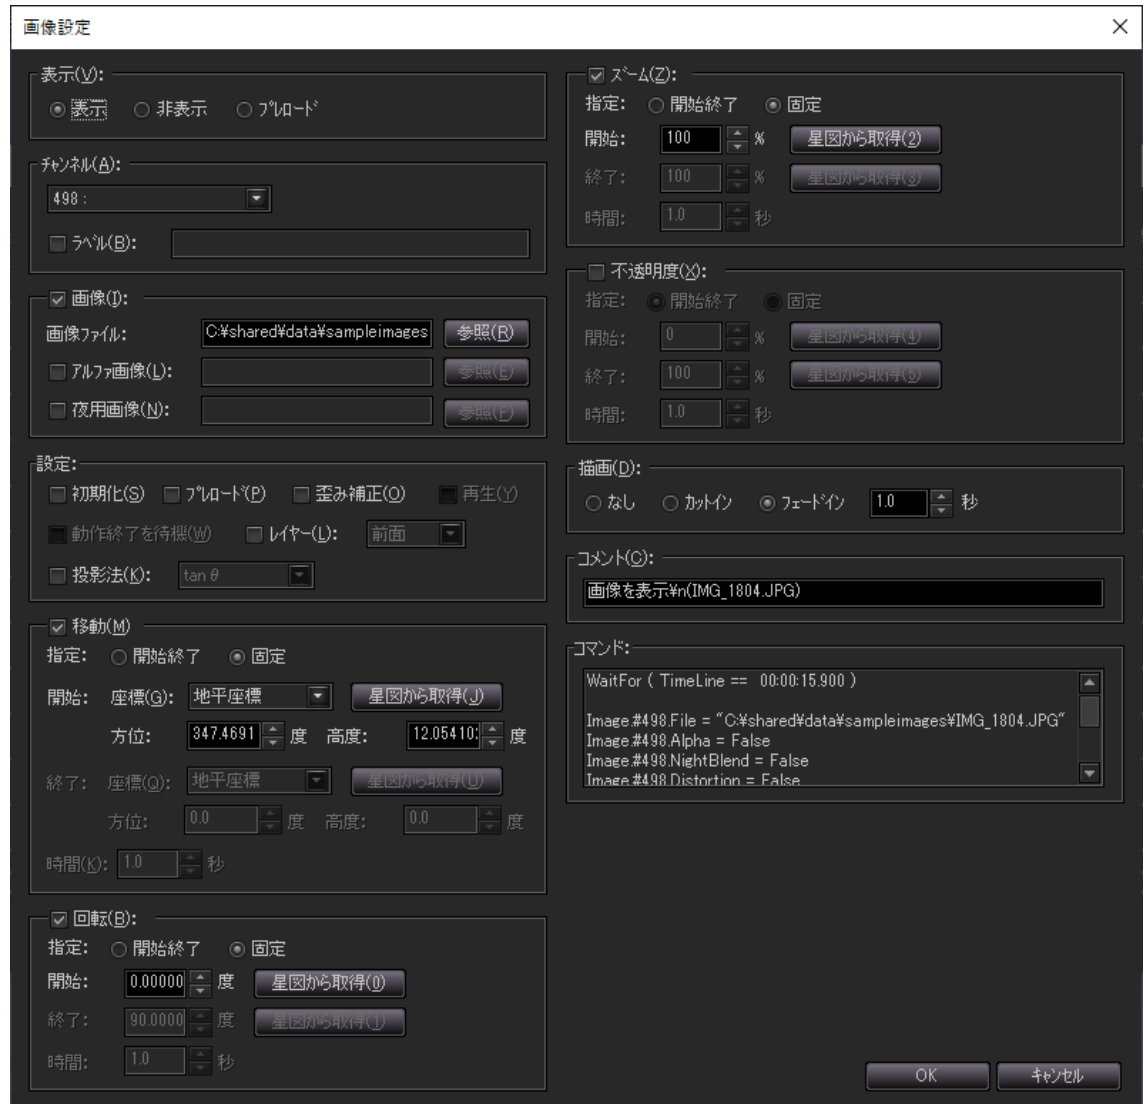 画像設定
表示(V):
表示 非表示 プレロード
チャンネル(A):
498 :
ラベル(B):
画像(I):
画像ファイル: C:¥shared¥data¥sampleimages 参照(R)
アルファ画像(L): 参照(E)
夜用画像(N): 参照(F)
設定:
初期化(S) プレロード(P) 歪み補正(O) 再生(Y)
動作終了を待機(W) レイヤー(L): 前面
投影法(K): tan θ
移動(M)
指定: 開始終了 固定
開始: 座標(G): 地平座標 星図から取得(J)
方位: 347.4691 度 高度: 12.05410 度
終了: 座標(Q): 地平座標 星図から取得(U)
方位: 0.0 度 高度: 0.0 度
時間(K): 1.0 秒
回転(B):
指定: 開始終了 固定
開始: 0.00000 度 星図から取得(0)
終了: 90.0000 度 星図から取得(1)
時間: 1.0 秒
ズーム(Z):
指定: 開始終了 固定
開始: 100 % 星図から取得(2)
終了: 100 % 星図から取得(3)
時間: 1.0 秒
不透明度(X):
指定: 開始終了 固定
開始: 0 % 星図から取得(4)
終了: 100 % 星図から取得(5)
時間: 1.0 秒
描画(D):
なし カットイン フェードイン 1.0 秒
コメント(C):
画像を表示¥n(IMG_1804.JPG)
コマンド:
WaitFor ( TimeLine == 00:00:15.900 )
Image.#498.File = "C:¥shared¥data¥sampleimages¥IMG_1804.JPG"
Image.#498.Alpha = False
Image.#498.NightBlend = False
Image.#498.Distortion = False
OK キャンセル